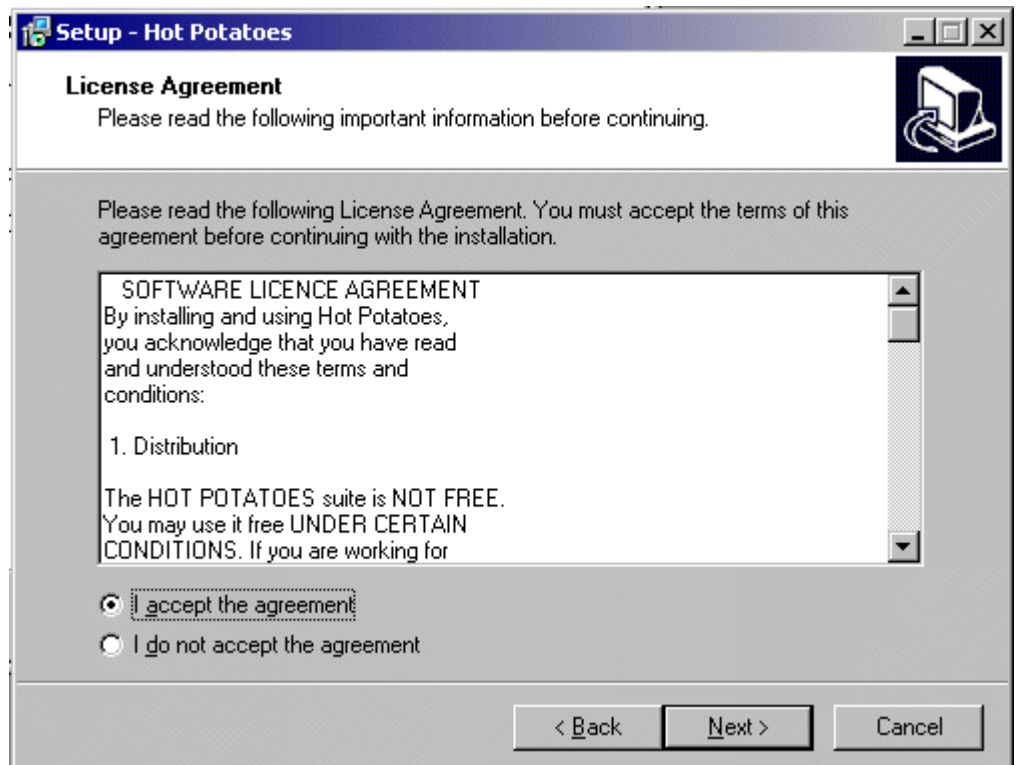 Setup - Hot Potatoes
License Agreement
Please read the following important information before continuing.
Please read the following License Agreement. You must accept the terms of this
agreement before continuing with the installation.
SOFTWARE LICENCE AGREEMENT
By installing and using Hot Potatoes,
you acknowledge that you have read
and understood these terms and
conditions:
1. Distribution
The HOT POTATOES suite is NOT FREE.
You may use it free UNDER CERTAIN
CONDITIONS. If you are working for
I accept the agreement
I do not accept the agreement
< Back
Next >
Cancel